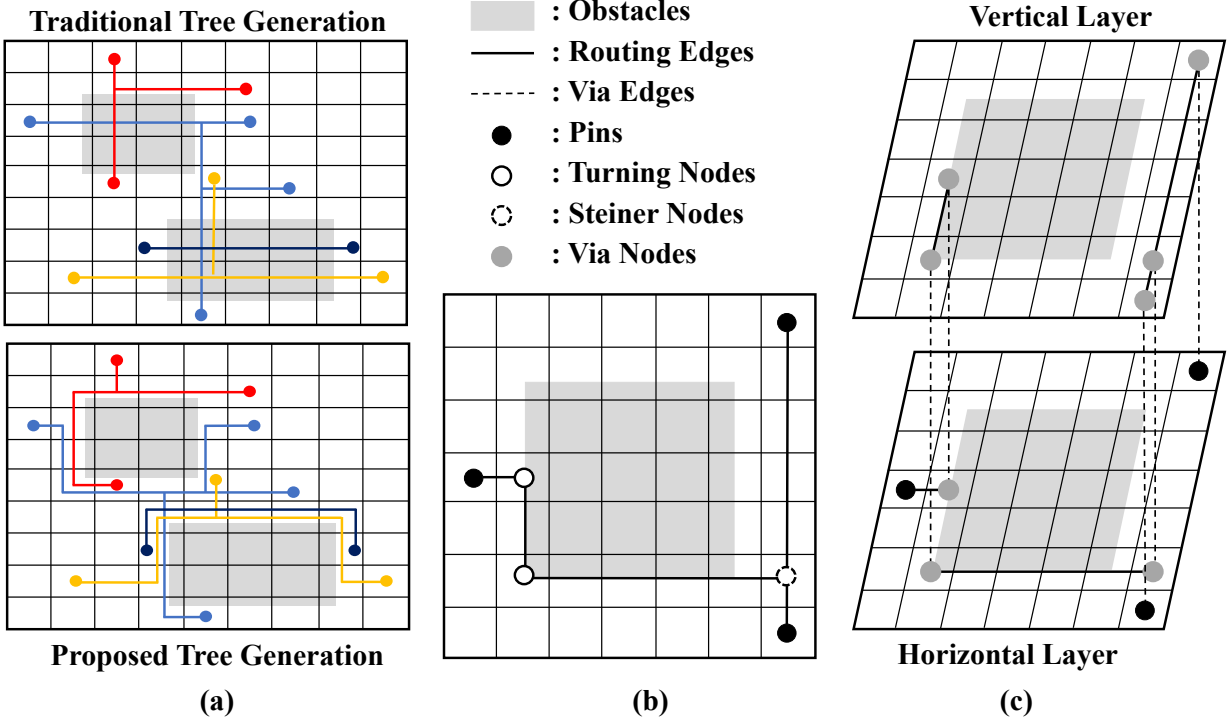 Traditional Tree Generation
Proposed Tree Generation
(a)
: Obstacles
: Routing Edges
: Via Edges
: Pins
: Turning Nodes
: Steiner Nodes
: Via Nodes
(b)
Vertical Layer
Horizontal Layer
(c)